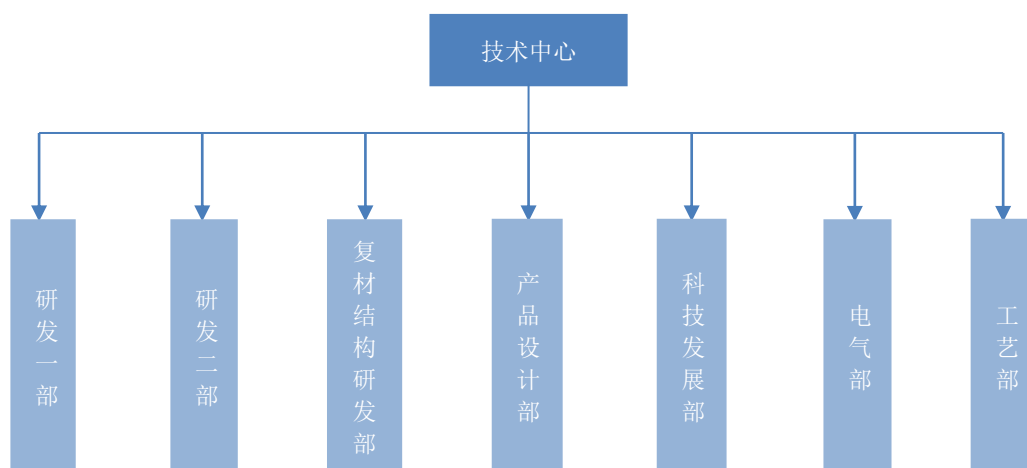 技术中心
研发一部
研发二部
复材结构研发部
产品设计部
科技发展部
电气部
工艺部